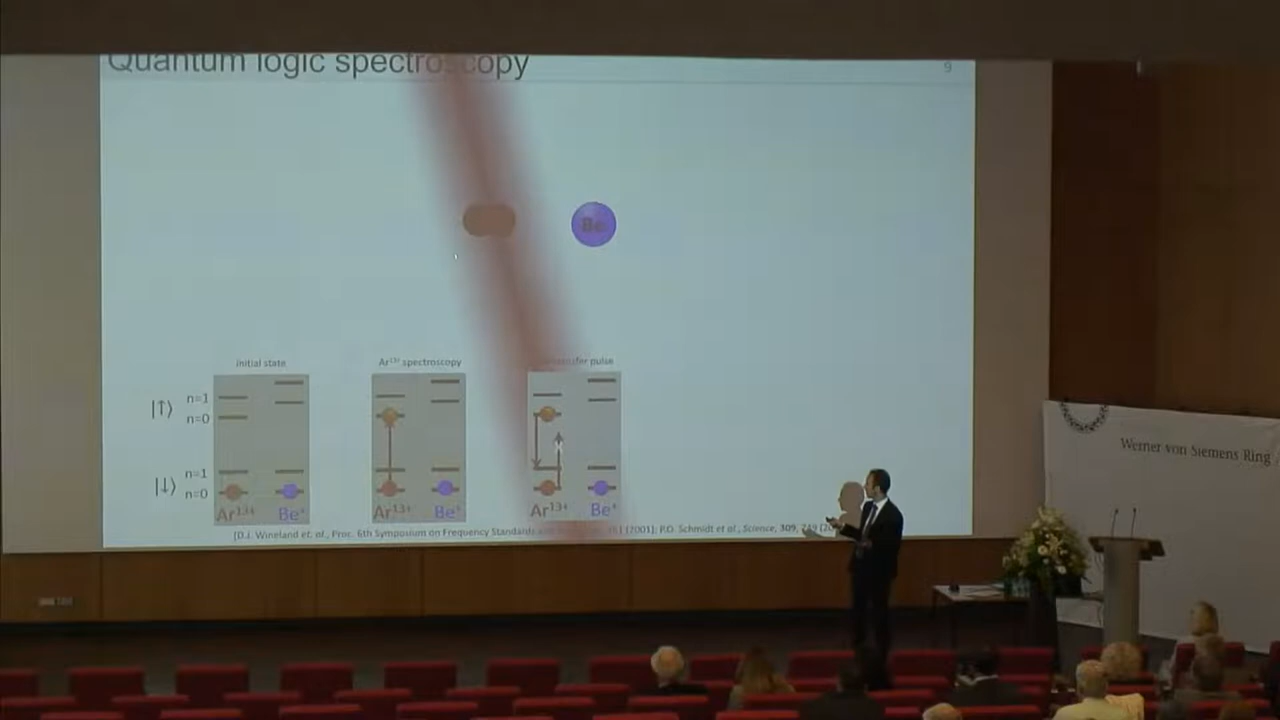 Quantum logic spectroscopy
9
Be
Initial state
Ar¹³⁺ spectroscopy
pulse
|↑⟩
n=1
n=0
|↓⟩
n=1
n=0
Ar¹³⁺ Be⁺
Ar¹³⁺ Be⁺
Ar¹³⁺ Be⁺
[D.J. Wineland et. al., Proc. 6th Symposium on Frequency Standards and (2001); P.O. Schmidt et al., Science, 309, 749
Werner von Siemens Ring